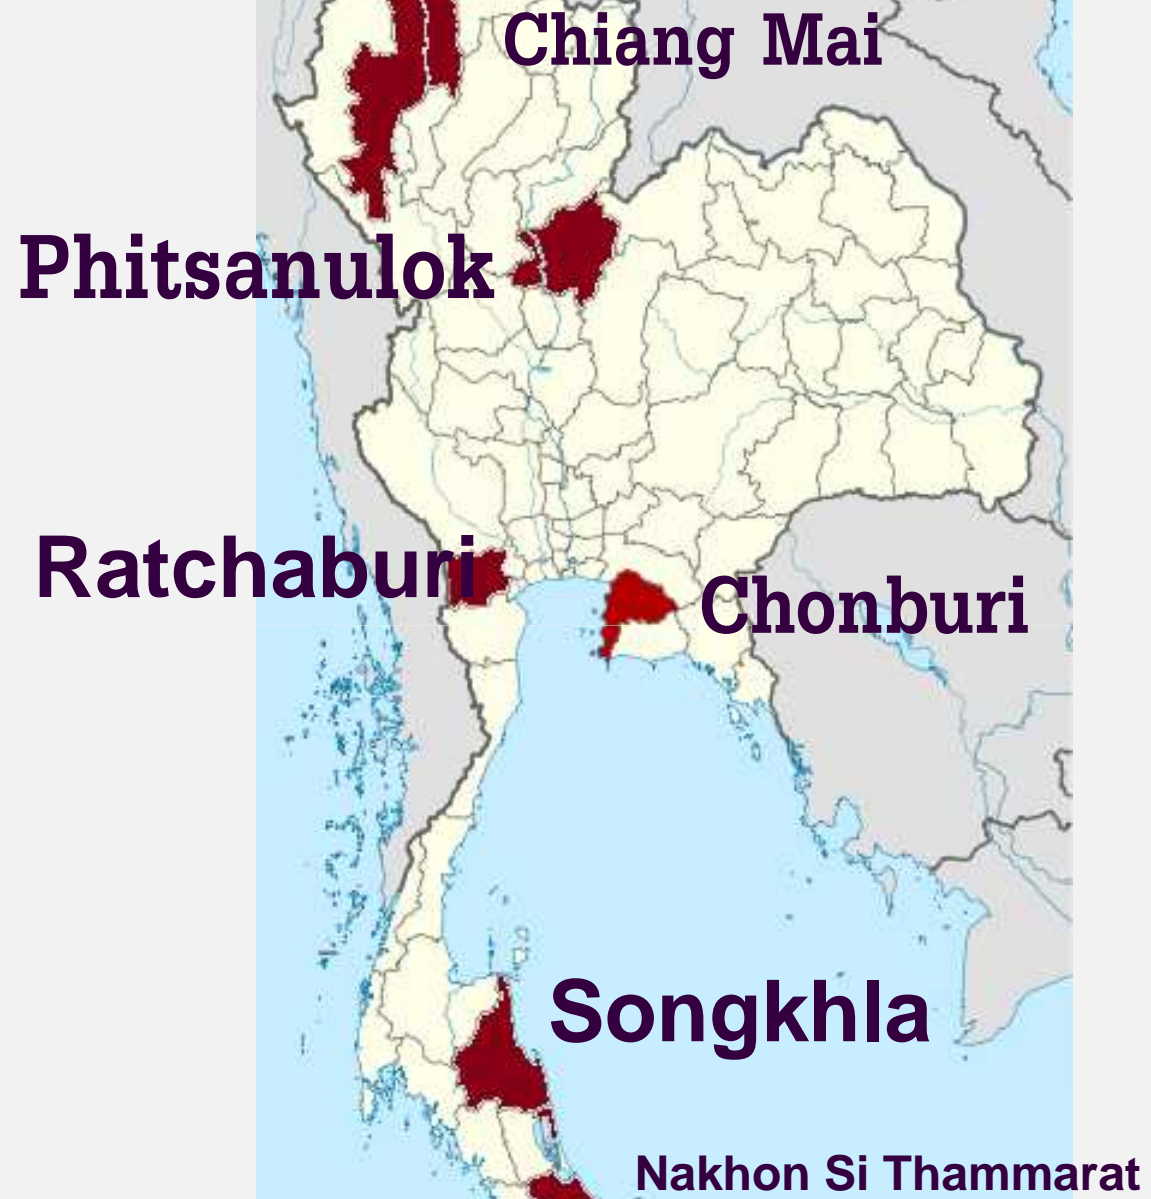 Chiang Mai
Phitsanulok
Ratchaburi
Chonburi
Songkhla
Nakhon Si Thammarat